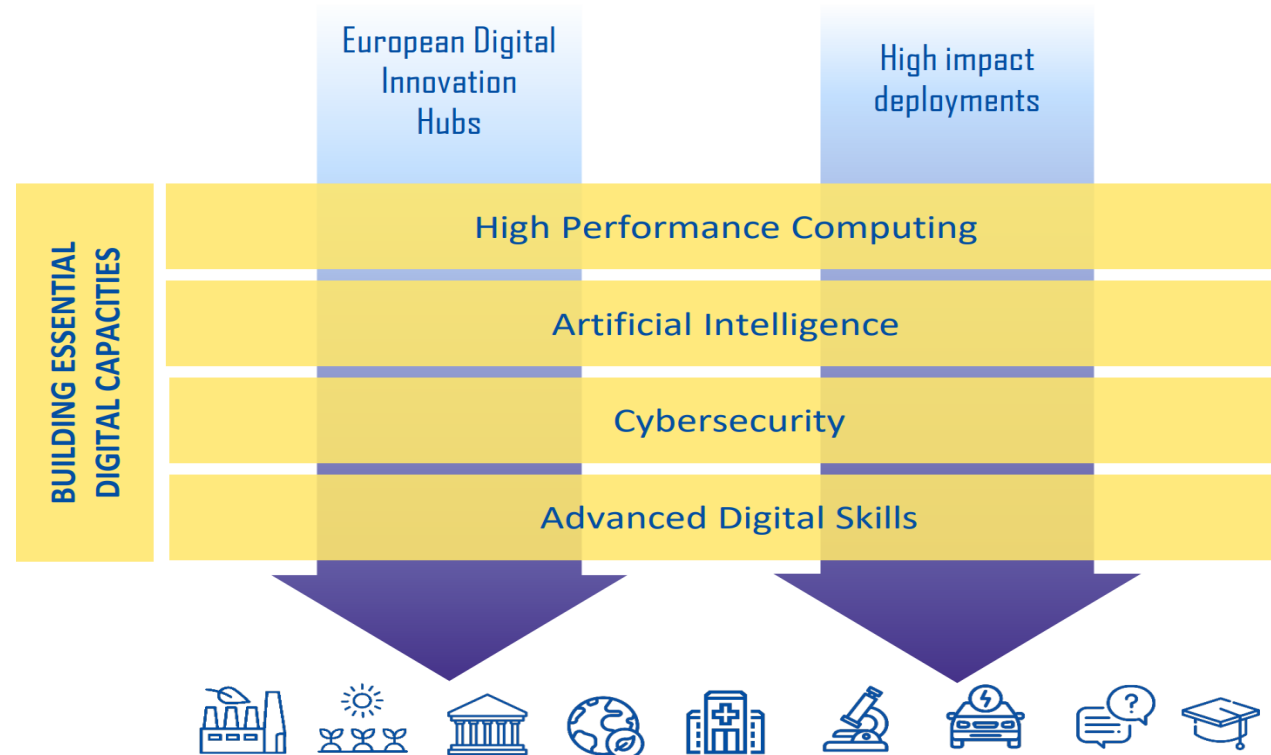 European Digital
Innovation
Hubs
High impact
deployments
BUILDING ESSENTIAL
DIGITAL CAPACITIES
High Performance Computing
Artificial Intelligence
Cybersecurity
Advanced Digital Skills
?